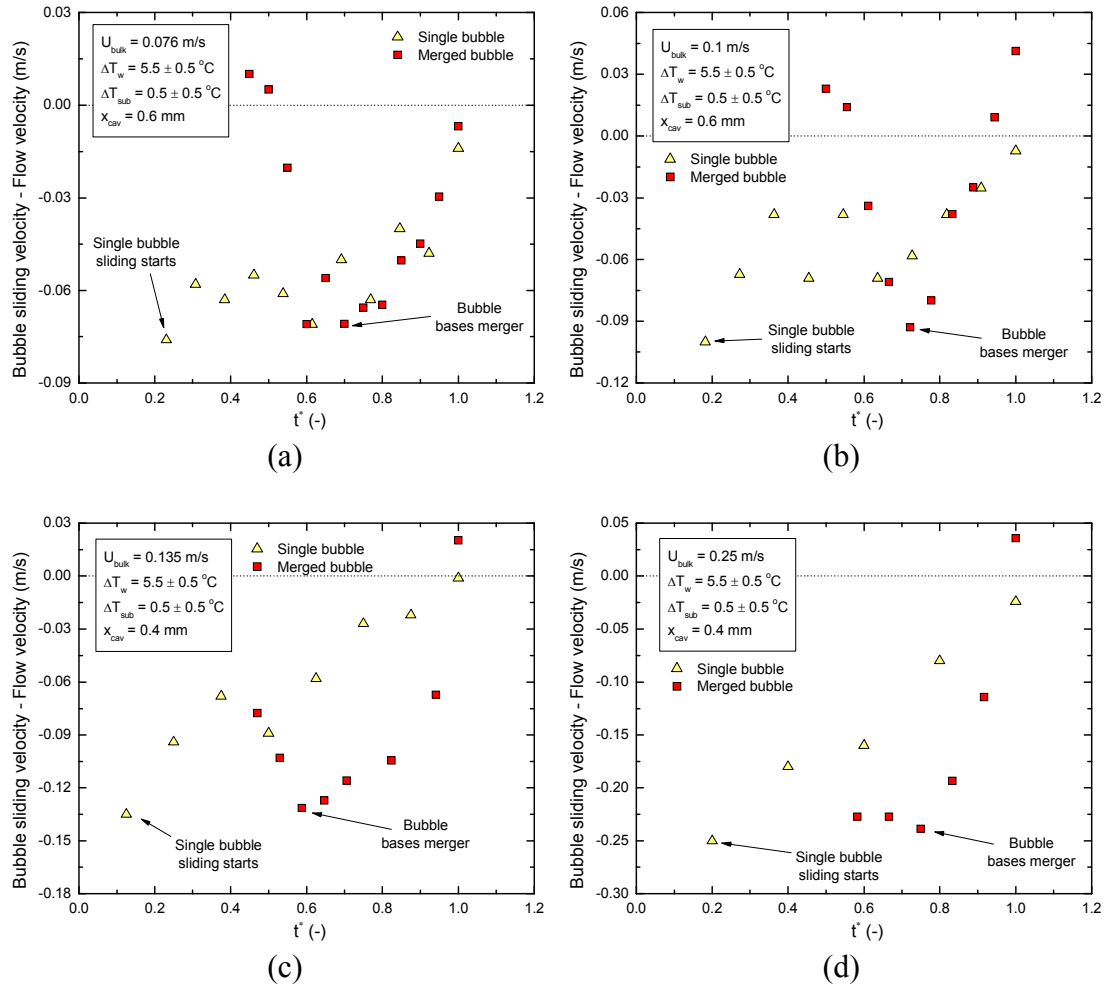 0.03
0.00
-0.03
-0.06
-0.09
Bubble sliding velocity - Flow velocity (m/s)
U_bulk = 0.076 m/s
ΔT_w = 5.5 ± 0.5 °C
ΔT_sub = 0.5 ± 0.5 °C
x_cav = 0.6 mm
Single bubble
Merged bubble
Single bubble
sliding starts
Bubble
bases merger
0.0 0.2 0.4 0.6 0.8 1.0 1.2
t* (-)
(a)
0.06
0.03
0.00
-0.03
-0.06
-0.09
-0.12
Bubble sliding velocity - Flow velocity (m/s)
U_bulk = 0.1 m/s
ΔT_w = 5.5 ± 0.5 °C
ΔT_sub = 0.5 ± 0.5 °C
x_cav = 0.6 mm
Single bubble
Merged bubble
Single bubble
sliding starts
Bubble
bases merger
0.0 0.2 0.4 0.6 0.8 1.0 1.2
t* (-)
(b)
0.03
0.00
-0.03
-0.06
-0.09
-0.12
-0.15
-0.18
Bubble sliding velocity - Flow velocity (m/s)
U_bulk = 0.135 m/s
ΔT_w = 5.5 ± 0.5 °C
ΔT_sub = 0.5 ± 0.5 °C
x_cav = 0.4 mm
Single bubble
Merged bubble
Single bubble
sliding starts
Bubble
bases merger
0.0 0.2 0.4 0.6 0.8 1.0 1.2
t* (-)
(c)
0.05
0.00
-0.05
-0.10
-0.15
-0.20
-0.25
-0.30
Bubble sliding velocity - Flow velocity (m/s)
U_bulk = 0.25 m/s
ΔT_w = 5.5 ± 0.5 °C
ΔT_sub = 0.5 ± 0.5 °C
x_cav = 0.4 mm
Single bubble
Merged bubble
Single bubble
sliding starts
Bubble
bases merger
0.0 0.2 0.4 0.6 0.8 1.0 1.2
t* (-)
(d)